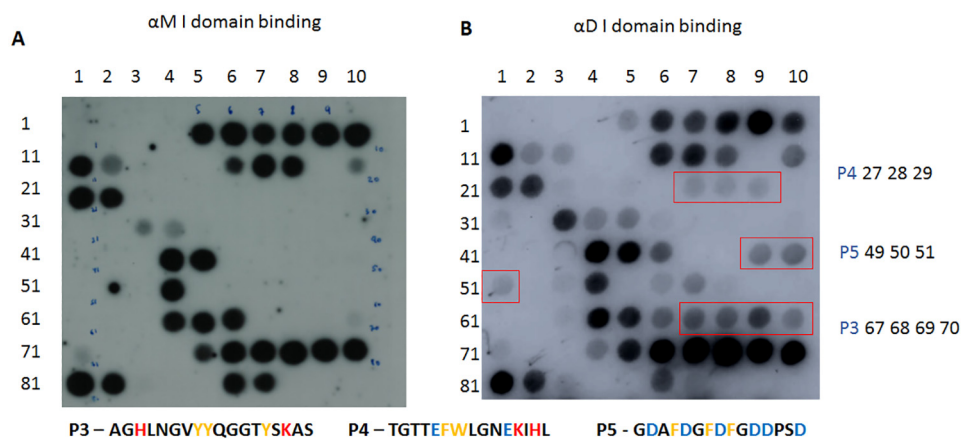 αM I domain binding
αD I domain binding
A
B
1 2 3 4 5 6 7 8 9 10
1 2 3 4 5 6 7 8 9 10
1
11
21
31
41
51
61
71
81
1
11
21
31
41
51
61
71
81
P4 27 28 29
P5 49 50 51
P3 67 68 69 70
P3 – AGHLNGVYYQGGTYSKAS
P4 – TGTTEFWLGNEKIHL
P5 - GDAFDGFDFGDDPSD